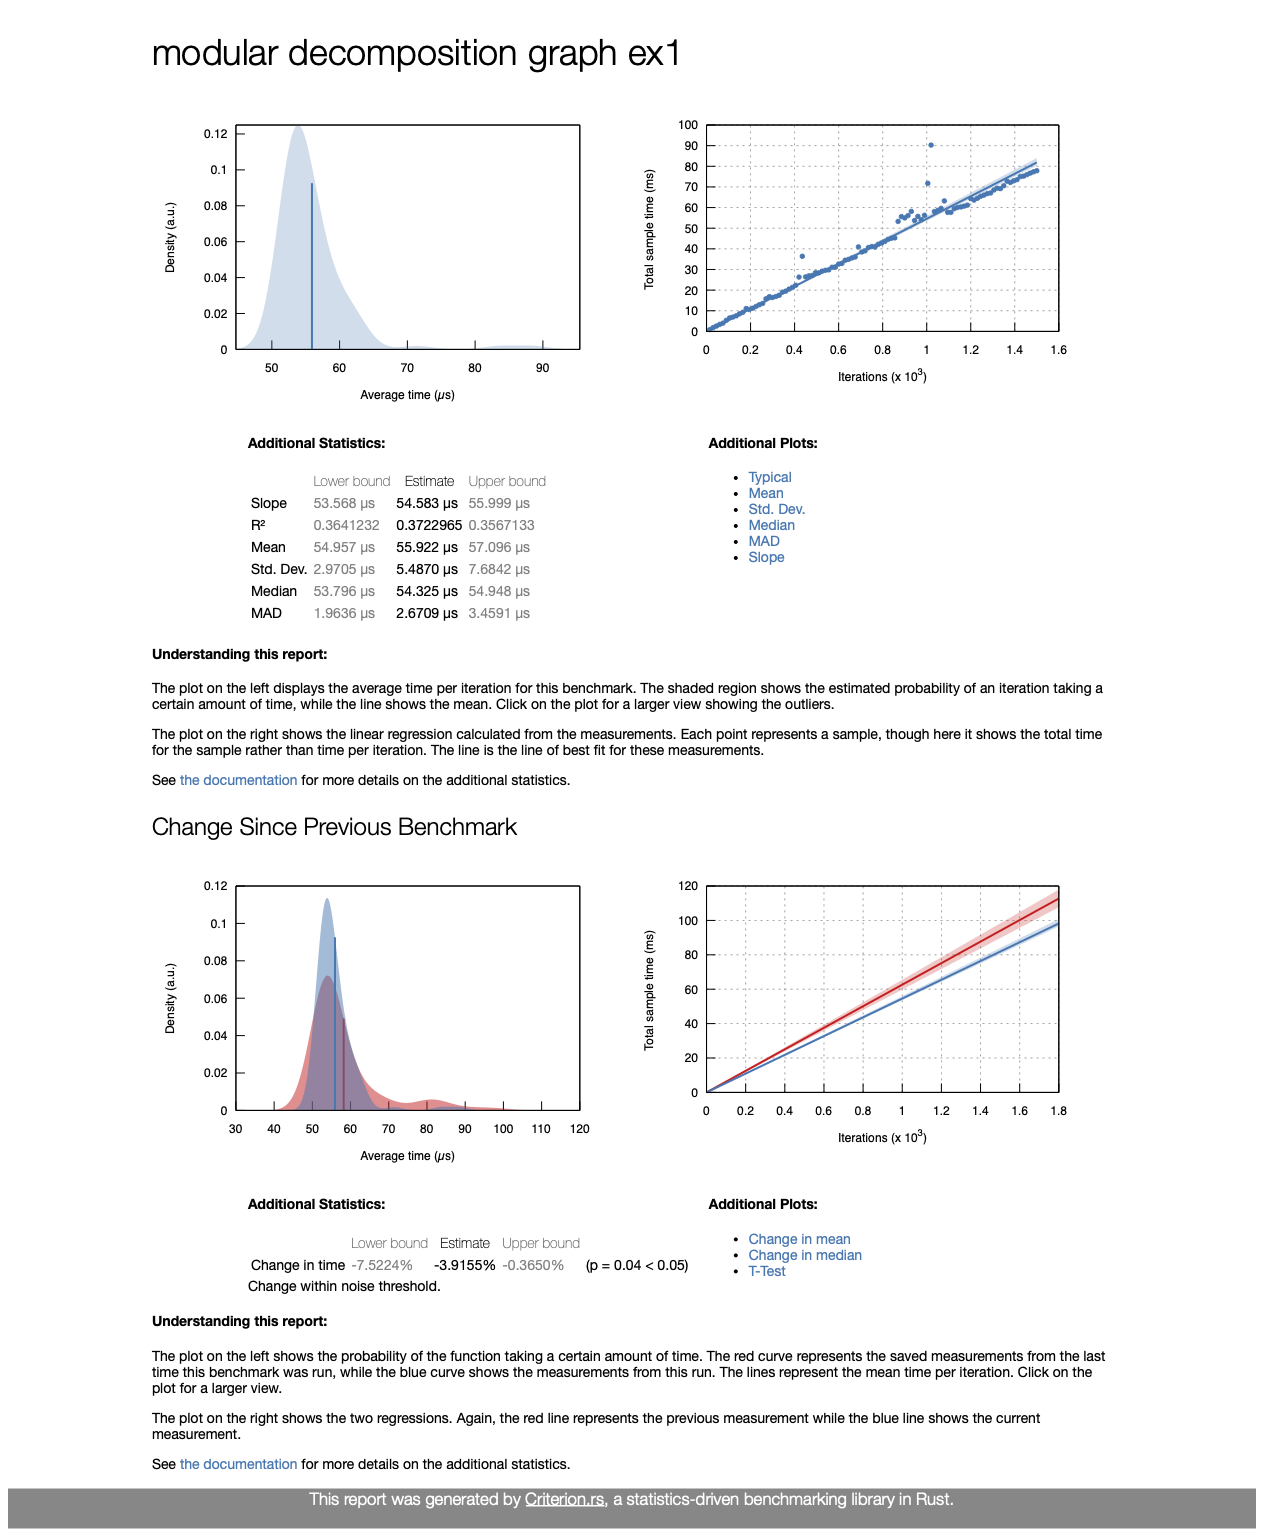 modular decomposition graph ex1
0.12
0.1
0.08
0.06
0.04
0.02
0
Density (a.u.)
50 60 70 80 90
Average time (µs)
100
90
80
70
60
50
40
30
20
10
0
Total sample time (ms)
0 0.2 0.4 0.6 0.8 1 1.2 1.4 1.6
Iterations (x 10³)
Additional Statistics:
Lower bound Estimate Upper bound
Slope 53.568 µs 54.583 µs 55.999 µs
R² 0.3641232 0.3722965 0.3567133
Mean 54.957 µs 55.922 µs 57.096 µs
Std. Dev. 2.9705 µs 5.4870 µs 7.6842 µs
Median 53.796 µs 54.325 µs 54.948 µs
MAD 1.9636 µs 2.6709 µs 3.4591 µs
Additional Plots:
• Typical
• Mean
• Std. Dev.
• Median
• MAD
• Slope
Understanding this report:
The plot on the left displays the average time per iteration for this benchmark. The shaded region shows the estimated probability of an iteration taking a
certain amount of time, while the line shows the mean. Click on the plot for a larger view showing the outliers.
The plot on the right shows the linear regression calculated from the measurements. Each point represents a sample, though here it shows the total time
for the sample rather than time per iteration. The line is the line of best fit for these measurements.
See the documentation for more details on the additional statistics.
Change Since Previous Benchmark
0.12
0.1
0.08
0.06
0.04
0.02
0
Density (a.u.)
30 40 50 60 70 80 90 100 110 120
Average time (µs)
120
100
80
60
40
20
0
Total sample time (ms)
0 0.2 0.4 0.6 0.8 1 1.2 1.4 1.6 1.8
Iterations (x 10³)
Additional Statistics:
Lower bound Estimate Upper bound
Change in time -7.5224% -3.9155% -0.3650% (p = 0.04 < 0.05)
Change within noise threshold.
Additional Plots:
• Change in mean
• Change in median
• T-Test
Understanding this report:
The plot on the left shows the probability of the function taking a certain amount of time. The red curve represents the saved measurements from the last
time this benchmark was run, while the blue curve shows the measurements from this run. The lines represent the mean time per iteration. Click on the
plot for a larger view.
The plot on the right shows the two regressions. Again, the red line represents the previous measurement while the blue line shows the current
measurement.
See the documentation for more details on the additional statistics.
This report was generated by Criterion.rs, a statistics-driven benchmarking library in Rust.